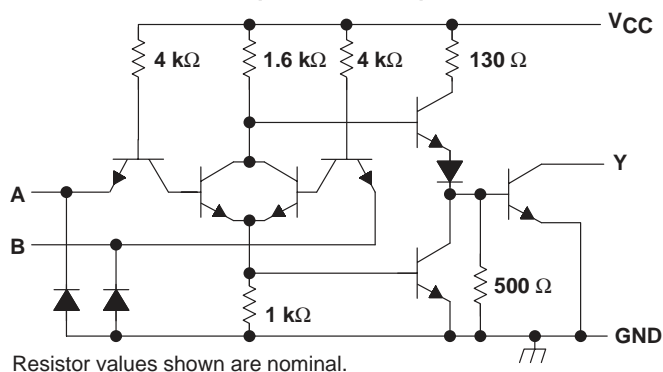 VCC
4 kΩ 1.6 kΩ 4 kΩ 130 Ω
A
Y
B
500 Ω
1 kΩ
GND
Resistor values shown are nominal.